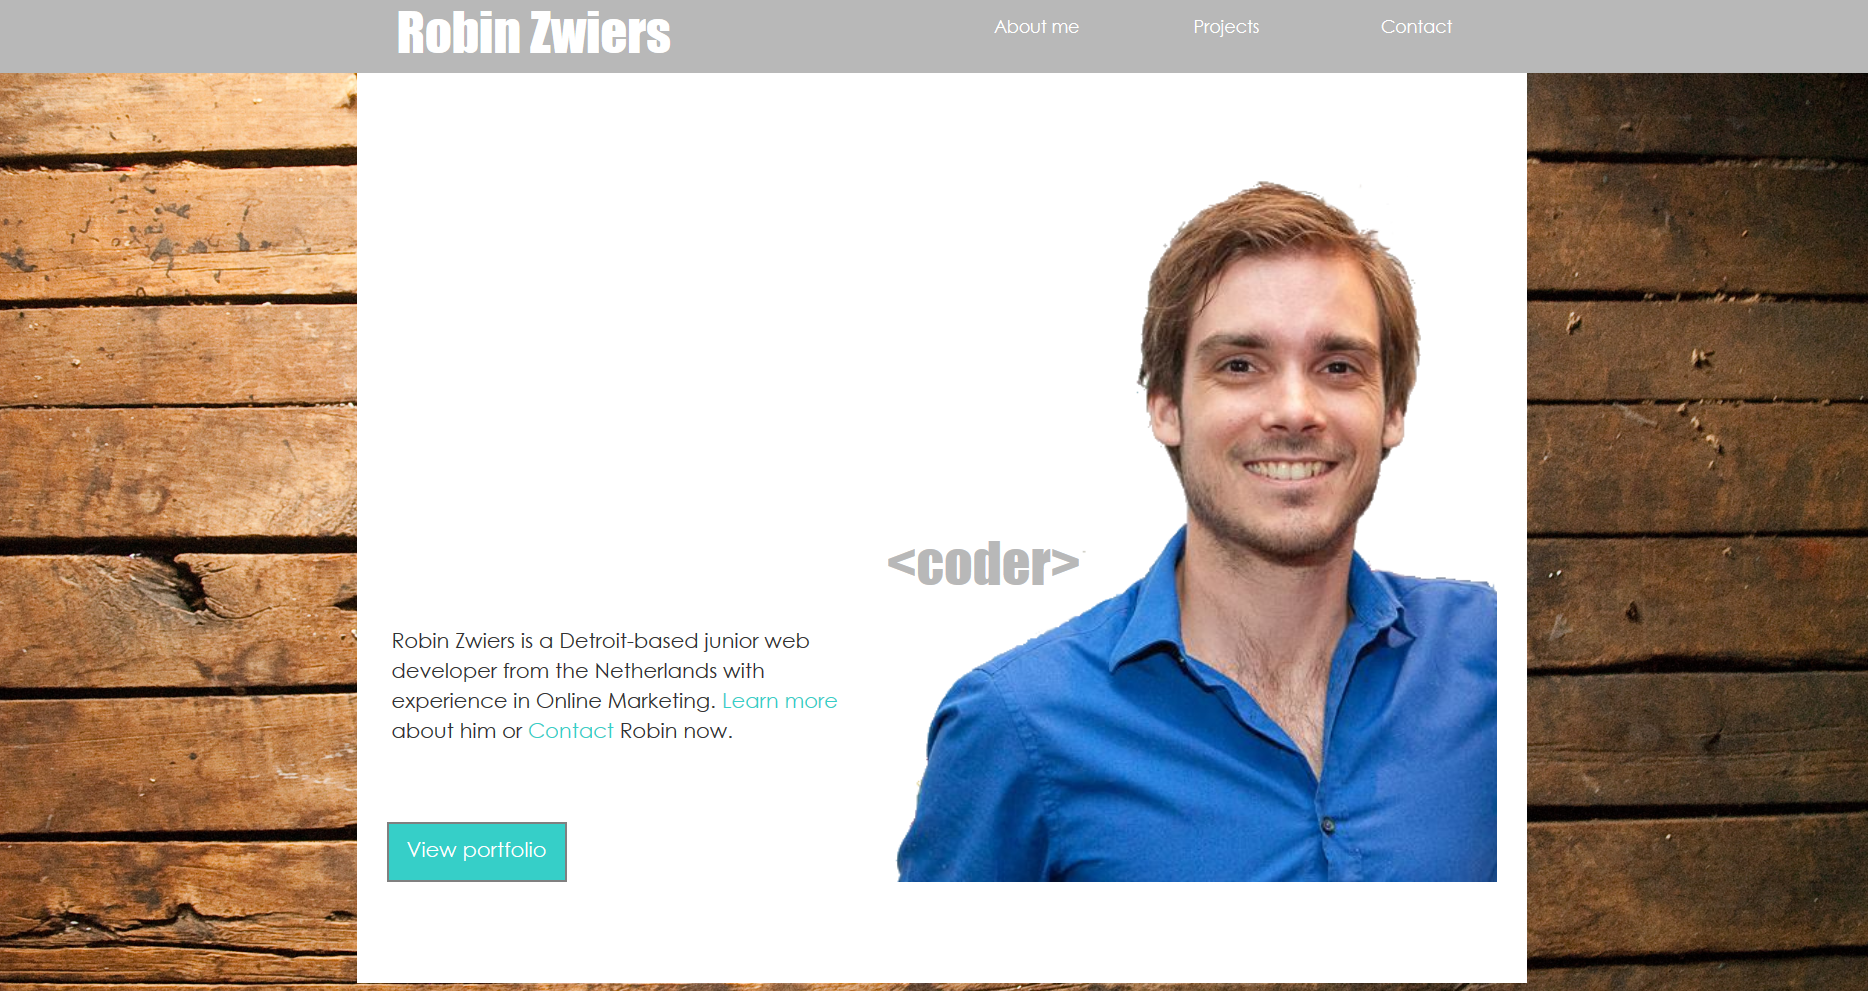 Robin Zwiers
About me
Projects
Contact
<coder>
Robin Zwiers is a Detroit-based junior web
developer from the Netherlands with
experience in Online Marketing. Learn more
about him or Contact Robin now.
View portfolio